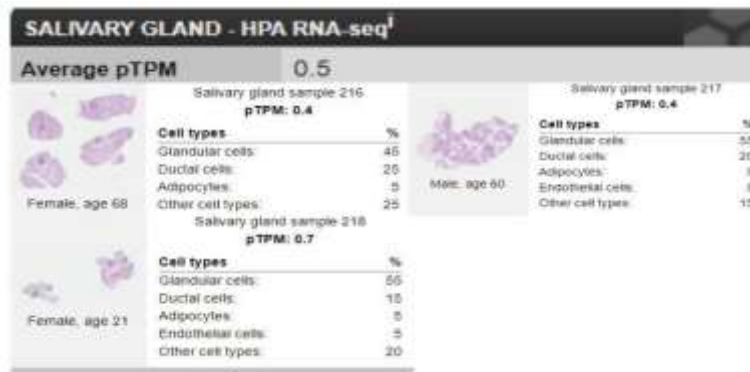 SALIVARY GLAND - HPA RNA-seqi
Average pTPM 0.5
Salivary gland sample 216
pTPM: 0.4
Cell types %
Glandular cells: 45
Ductal cells: 25
Adipocytes: 5
Other cell types: 25
Female, age 68
Salivary gland sample 217
pTPM: 0.4
Cell types %
Glandular cells:
Ductal cells:
Adipocytes:
Endothelial cells:
Other cell types:
Male, age 60
Salivary gland sample 218
pTPM: 0.7
Cell types %
Glandular cells: 55
Ductal cells: 15
Adipocytes: 5
Endothelial cells: 5
Other cell types: 20
Female, age 21